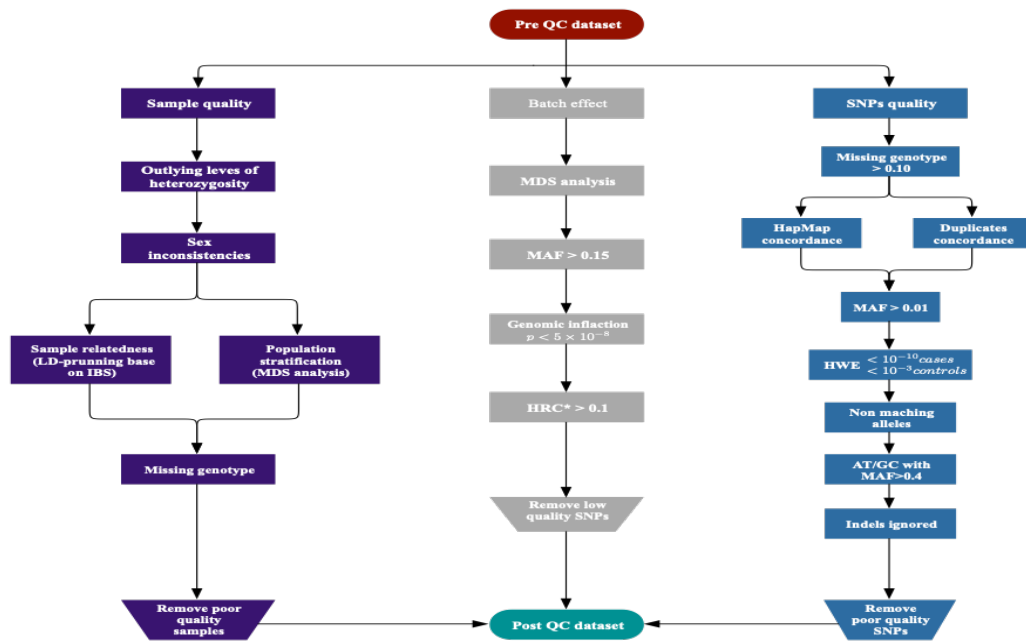 Pre QC dataset
Sample quality
Outlying leves of
heterozygosity
Sex
inconsistencies
Sample relatedness
(LD-prunning base
on IBS)
Population
stratification
(MDS analysis)
Missing genotype
Remove poor
quality
samples
Batch effect
MDS analysis
MAF > 0.15
Genomic inflaction
p < 5 × 10⁻⁸
HRC* > 0.1
Remove low
quality SNPs
Post QC dataset
SNPs quality
Missing genotype
> 0.10
HapMap
concordance
Duplicates
concordance
MAF > 0.01
HWE < 10⁻¹⁰cases
< 10⁻³controls
Non maching
alleles
AT/GC with
MAF>0.4
Indels ignored
Remove
poor quality
SNPs